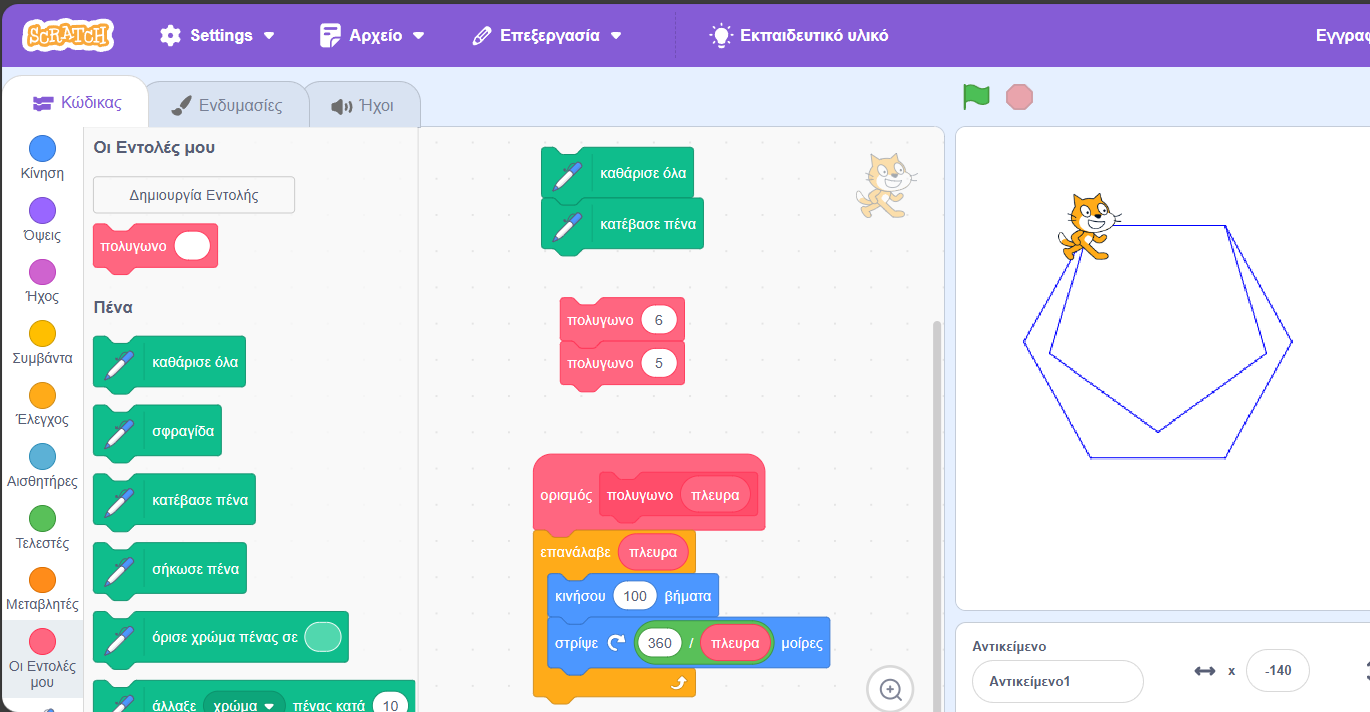 SCRATCH Settings Αρχείο Επεξεργασία Εκπαιδευτικό υλικό Εγγρα
Κώδικας Ενδυμασίες Ήχοι
Κίνηση
Όψεις
Ήχος
Συμβάντα
Έλεγχος
Αισθητήρες
Τελεστές
Μεταβλητές
Οι Εντολές
μου
Οι Εντολές μου
Δημιουργία Εντολής
πολυγωνο
Πένα
καθάρισε όλα
σφραγίδα
κατέβασε πένα
σήκωσε πένα
όρισε χρώμα πένας σε
άλλαξε χρώμα πένας κατά 10
καθάρισε όλα
κατέβασε πένα
πολυγωνο 6
πολυγωνο 5
ορισμός πολυγωνο πλευρα
επανάλαβε πλευρα
κινήσου 100 βήματα
στρίψε 360 / πλευρα μοίρες
Αντικείμενο
Αντικείμενο1 x -140